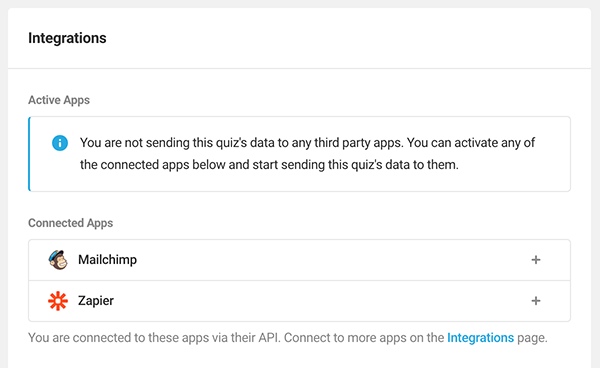 Integrations
Active Apps
You are not sending this quiz's data to any third party apps. You can activate any of
the connected apps below and start sending this quiz's data to them.
Connected Apps
Mailchimp
Zapier
You are connected to these apps via their API. Connect to more apps on the Integrations page.